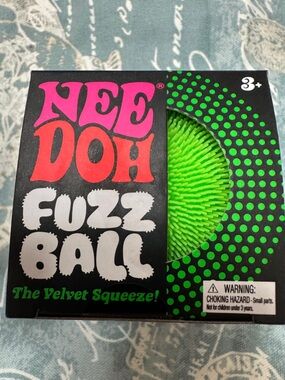 NEE
DOH®
FUZZ
BALL
The Velvet Squeeze!
3+
WARNING:
CHOKING HAZARD - Small parts.
Not for children under 3 years.